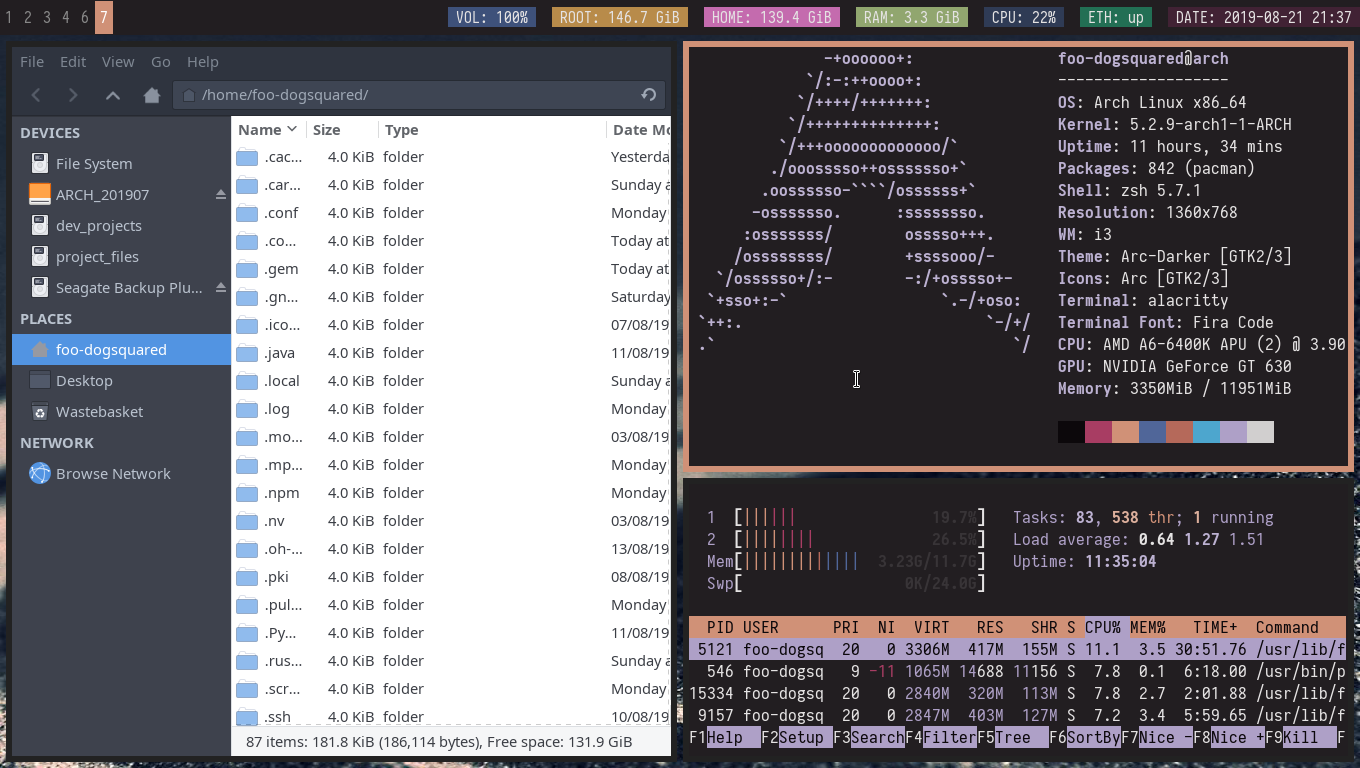 1 2 3 4 6 7 VOL: 100% ROOT: 146.7 GiB HOME: 139.4 GiB RAM: 3.3 GiB CPU: 22% ETH: up DATE: 2019-08-21 21:37
File Edit View Go Help
/home/foo-dogsquared/
DEVICES
File System
ARCH_201907
dev_projects
project_files
Seagate Backup Plu...
PLACES
foo-dogsquared
Desktop
Wastebasket
NETWORK
Browse Network
Name Size Type Date Mo
.cac... 4.0 KiB folder Yesterda
.car... 4.0 KiB folder Sunday a
.conf 4.0 KiB folder Monday
.co... 4.0 KiB folder Today at
.gem 4.0 KiB folder Today at
.gn... 4.0 KiB folder Saturday
.ico... 4.0 KiB folder 07/08/19
.java 4.0 KiB folder 11/08/19
.local 4.0 KiB folder Sunday a
.log 4.0 KiB folder Monday
.mo... 4.0 KiB folder 03/08/19
.mp... 4.0 KiB folder Monday
.npm 4.0 KiB folder Monday
.nv 4.0 KiB folder 03/08/19
.oh-... 4.0 KiB folder 13/08/19
.pki 4.0 KiB folder 08/08/19
.pul... 4.0 KiB folder Monday
.Py... 4.0 KiB folder 11/08/19
.rus... 4.0 KiB folder Sunday a
.scr... 4.0 KiB folder Monday
.ssh 4.0 KiB folder 10/08/19
87 items: 181.8 KiB (186,114 bytes), Free space: 131.9 GiB
foo-dogsquared@arch
-------------------
OS: Arch Linux x86_64
Kernel: 5.2.9-arch1-1-ARCH
Uptime: 11 hours, 34 mins
Packages: 842 (pacman)
Shell: zsh 5.7.1
Resolution: 1360x768
WM: i3
Theme: Arc-Darker [GTK2/3]
Icons: Arc [GTK2/3]
Terminal: alacritty
Terminal Font: Fira Code
CPU: AMD A6-6400K APU (2) @ 3.90
GPU: NVIDIA GeForce GT 630
Memory: 3350MiB / 11951MiB
1 [|||||| 19.7%] Tasks: 83, 538 thr; 1 running
2 [|||||||| 26.5%] Load average: 0.64 1.27 1.51
Mem[||||||||||||| 3.23G/11.7G] Uptime: 11:35:04
Swp[ 0K/24.0G]
PID USER PRI NI VIRT RES SHR S CPU% MEM% TIME+ Command
5121 foo-dogsq 20 0 3306M 417M 155M S 11.1 3.5 30:51.76 /usr/lib/f
546 foo-dogsq 9 -11 1065M 14688 11156 S 7.8 0.1 6:18.00 /usr/bin/p
15334 foo-dogsq 20 0 2840M 320M 113M S 7.8 2.7 2:01.88 /usr/lib/f
9157 foo-dogsq 20 0 2847M 403M 127M S 7.2 3.4 5:59.65 /usr/lib/f
F1Help F2Setup F3SearchF4FilterF5Tree F6SortByF7Nice -F8Nice +F9Kill F